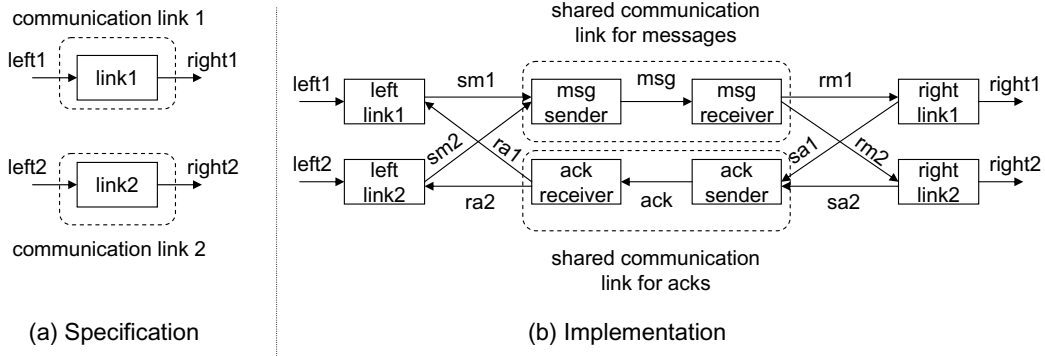 communication link 1
left1
link1
right1
left2
link2
right2
communication link 2
(a) Specification
shared communication
link for messages
left1
left
link1
sm1
msg
sender
msg
msg
receiver
rm1
right
link1
right1
sm2
ra1
sa1
rm2
left2
left
link2
ra2
ack
receiver
ack
ack
sender
sa2
right
link2
right2
shared communication
link for acks
(b) Implementation